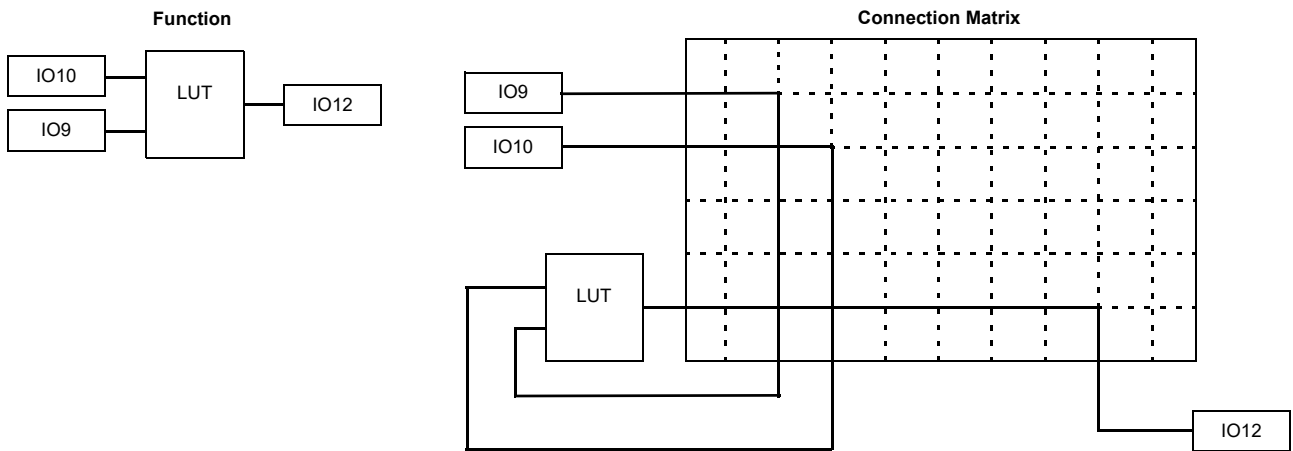 Function
IO10
LUT
IO12
IO9
Connection Matrix
IO9
IO10
LUT
IO12